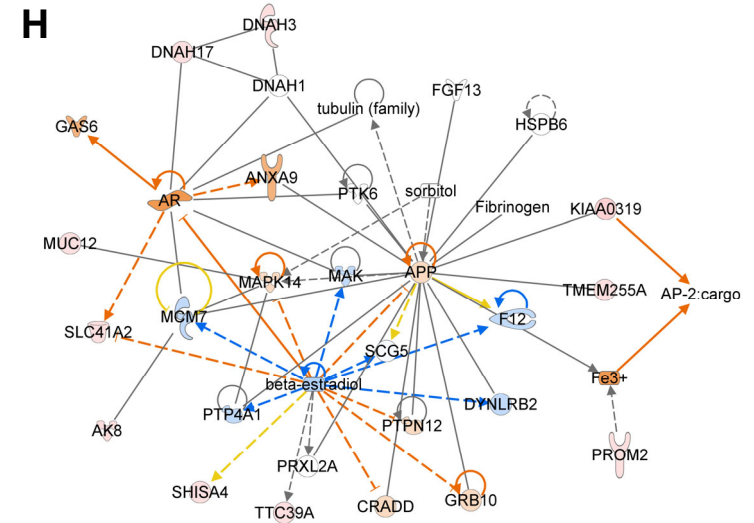 H
DNAH3
DNAH17
DNAH1
tubulin (family)
FGF13
HSPB6
GAS6
ANXA9
PTK6
sorbitol
AR
Fibrinogen
KIAA0319
MUC12
MAPK14
MAK
APP
TMEM255A
AP-2:cargo
MCM7
F12
SLC41A2
SCG5
beta-estradiol
Fe3+
PTP4A1
DYNLRB2
AK8
PTPN12
PRXL2A
PROM2
SHISA4
TTC39A
CRADD
GRB10